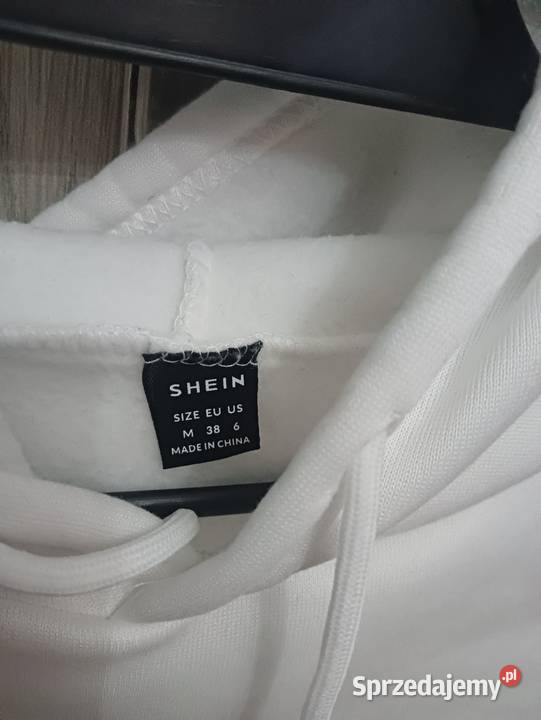 SHEIN
SIZE EU US
M 38 6
MADE IN CHINA
Sprzedajemy.pl